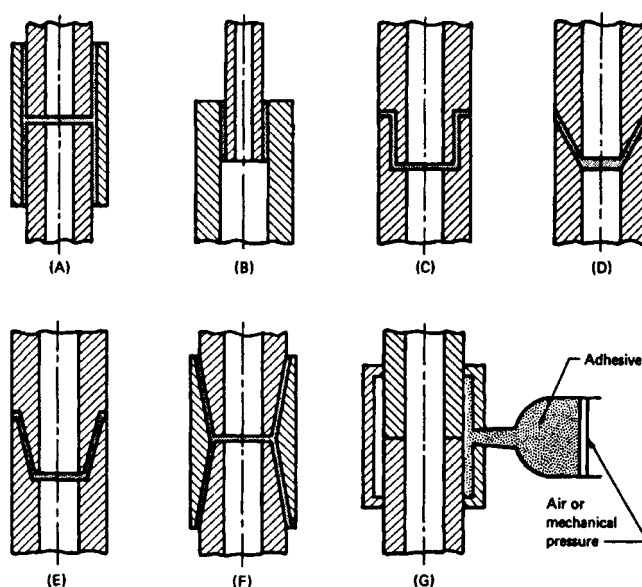 (A)
(B)
(C)
(D)
Adhesive
Air or
mechanical
pressure
(E)
(F)
(G)